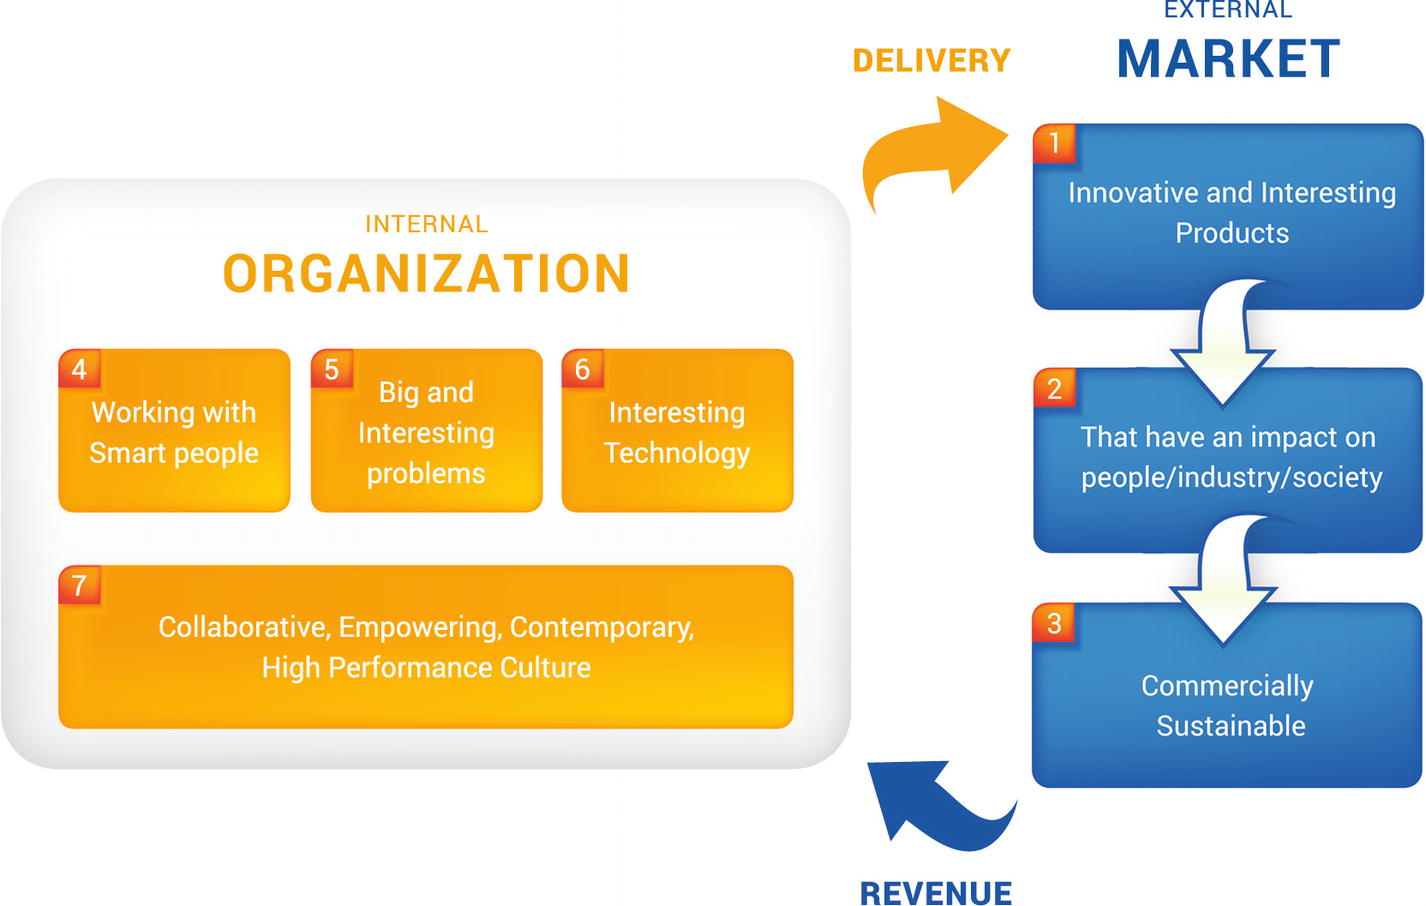 EXTERNAL
MARKET
DELIVERY
1
Innovative and Interesting
Products
INTERNAL
ORGANIZATION
4
Working with
Smart people
5
Big and
Interesting
problems
6
Interesting
Technology
2
That have an impact on
people/industry/society
7
Collaborative, Empowering, Contemporary,
High Performance Culture
3
Commercially
Sustainable
REVENUE